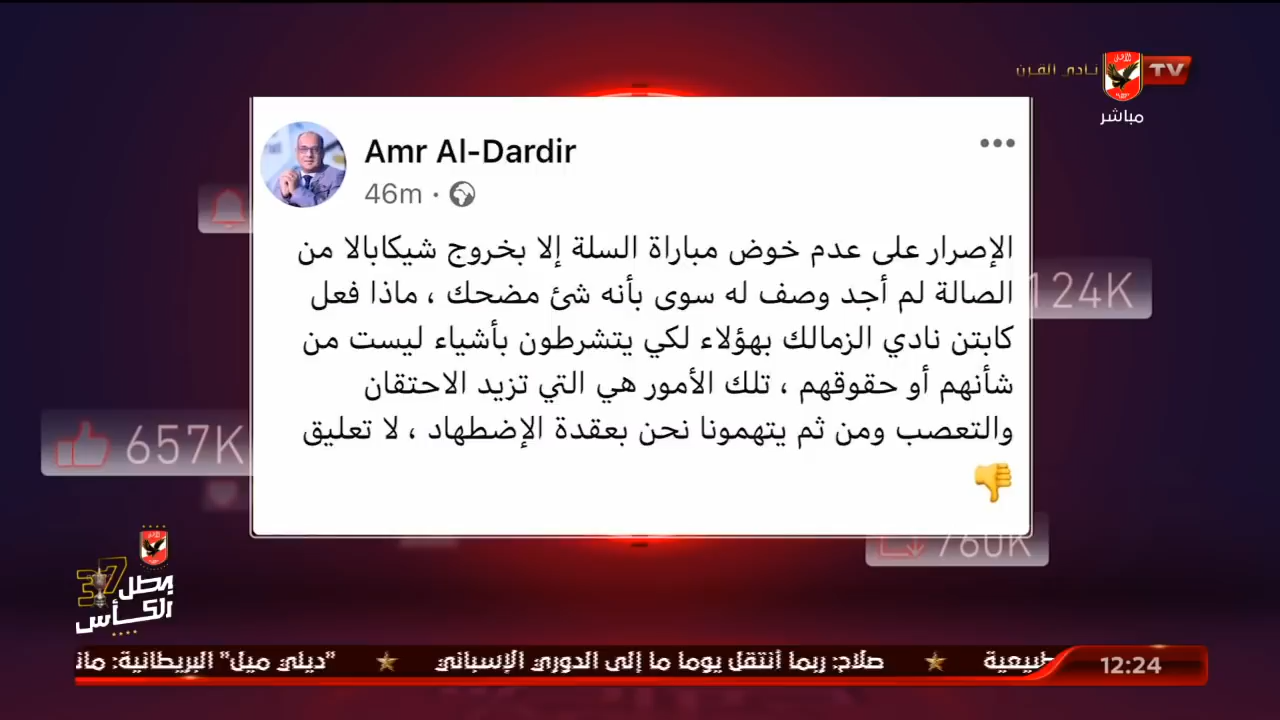 نادي القرن
TV
مباشر
Amr Al-Dardir
46m
الإصرار على عدم خوض مباراة السلة إلا بخروج شيكابالا من
الصالة لم أجد وصف له سوى بأنه شئ مضحك ، ماذا فعل
كابتن نادي الزمالك بهؤلاء لكي يتشرطون بأشياء ليست من
شأنهم أو حقوقهم ، تلك الأمور هي التي تزيد الاحتقان
والتعصب ومن ثم يتهمونا نحن بعقدة الإضطهاد ، لا تعليق
124K
657K
760K
37
بطل
الكأس
طبيعية ★ صلاح: ربما أنتقل يوما ما إلى الدوري الإسباني ★ "ديلي ميل" البريطانية:
12:24